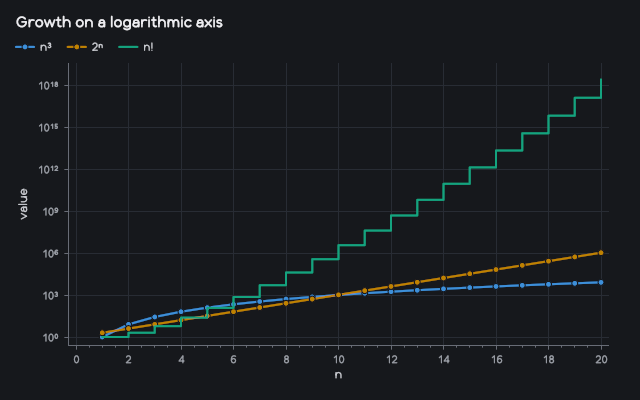 Growth on a logarithmic axis
n³ 2ⁿ n!
10¹⁸
10¹⁵
10¹²
10⁹
10⁶
10³
10⁰
value
0 2 4 6 8 10 12 14 16 18 20
n